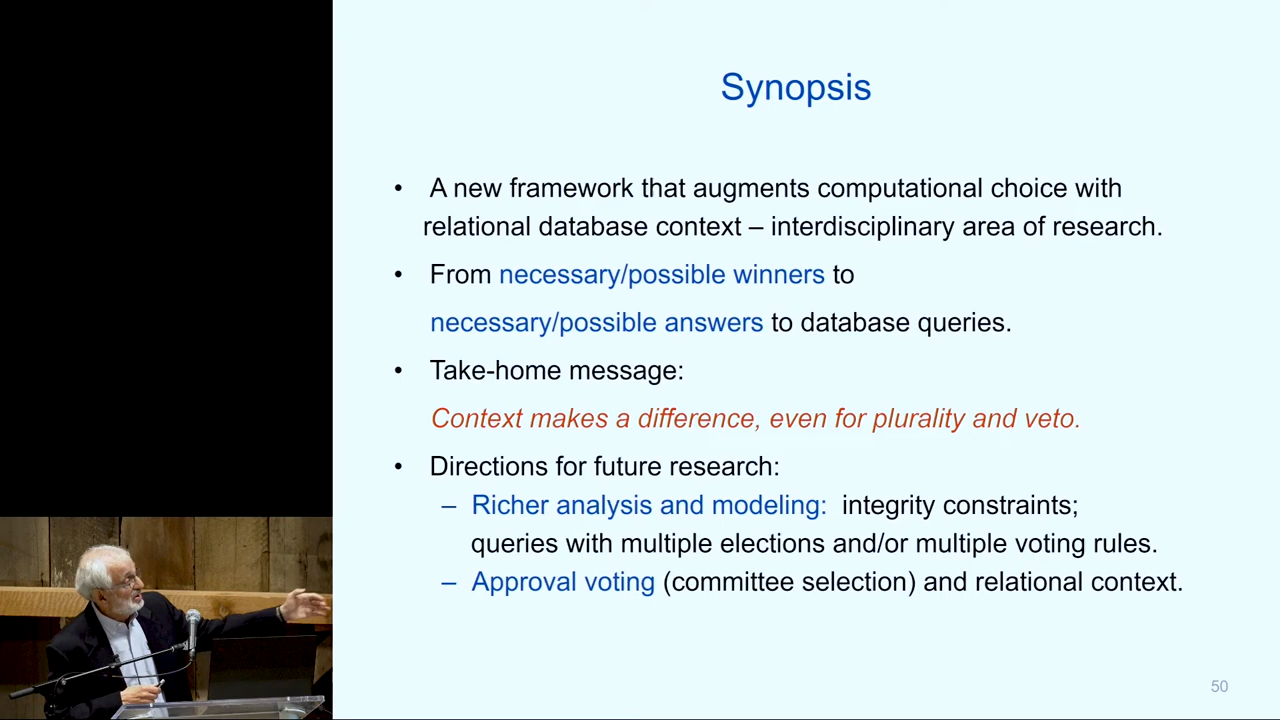 Synopsis
• A new framework that augments computational choice with
relational database context – interdisciplinary area of research.
• From necessary/possible winners to
necessary/possible answers to database queries.
• Take-home message:
Context makes a difference, even for plurality and veto.
• Directions for future research:
– Richer analysis and modeling: integrity constraints;
queries with multiple elections and/or multiple voting rules.
– Approval voting (committee selection) and relational context.
50